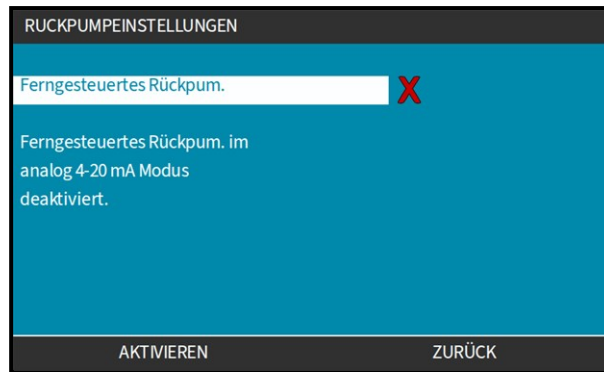 RUCKPUMPEINSTELLUNGEN
Ferngesteuertes Rückpum.
Ferngesteuertes Rückpum. im
analog 4-20 mA Modus
deaktiviert.
AKTIVIEREN
ZURÜCK